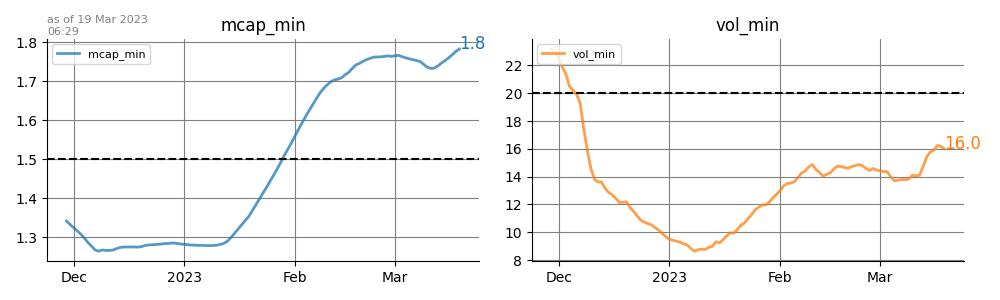 as of 19 Mar 2023
06:29
mcap_min
1.8
1.8
mcap_min
1.7
1.6
1.5
1.4
1.3
Dec
2023
Feb
Mar
vol_min
vol_min
22
20
18
16
16.0
14
12
10
8
Dec
2023
Feb
Mar